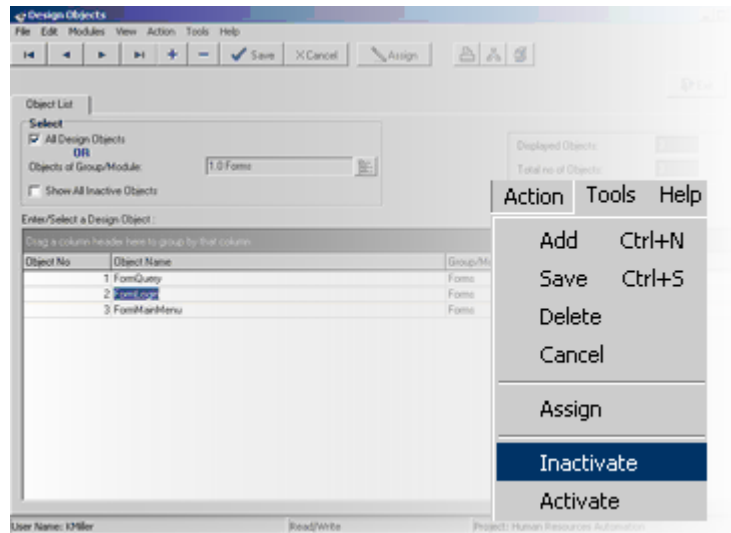 Design Objects
File Edit Modules View Action Tools Help
Save Cancel Assign
Exit
Object List
Select
All Design Objects
OR
Objects of Group/Module: 1.0 Forms
Show All Inactive Objects
Displayed Objects:
Total no of Objects:
Enter/Select a Design Object :
Drag a column header here to group by that column
Object No Object Name Group/Mo
1 FormQuery Forms
2 FormLogin Forms
3 FormMainMenu Forms
Action Tools Help
Add Ctrl+N
Save Ctrl+S
Delete
Cancel
Assign
Inactivate
Activate
User Name: KMiller Read/Write Project: Human Resources Automation